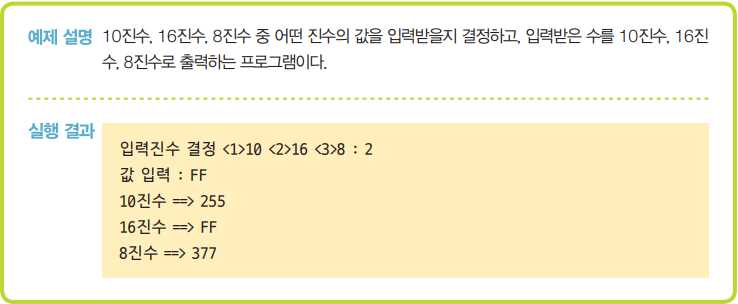 예제 설명 10진수, 16진수, 8진수 중 어떤 진수의 값을 입력받을지 결정하고, 입력받은 수를 10진수, 16진
수, 8진수로 출력하는 프로그램이다.
실행 결과
입력진수 결정 <1>10 <2>16 <3>8 : 2
값 입력 : FF
10진수 ==> 255
16진수 ==> FF
8진수 ==> 377